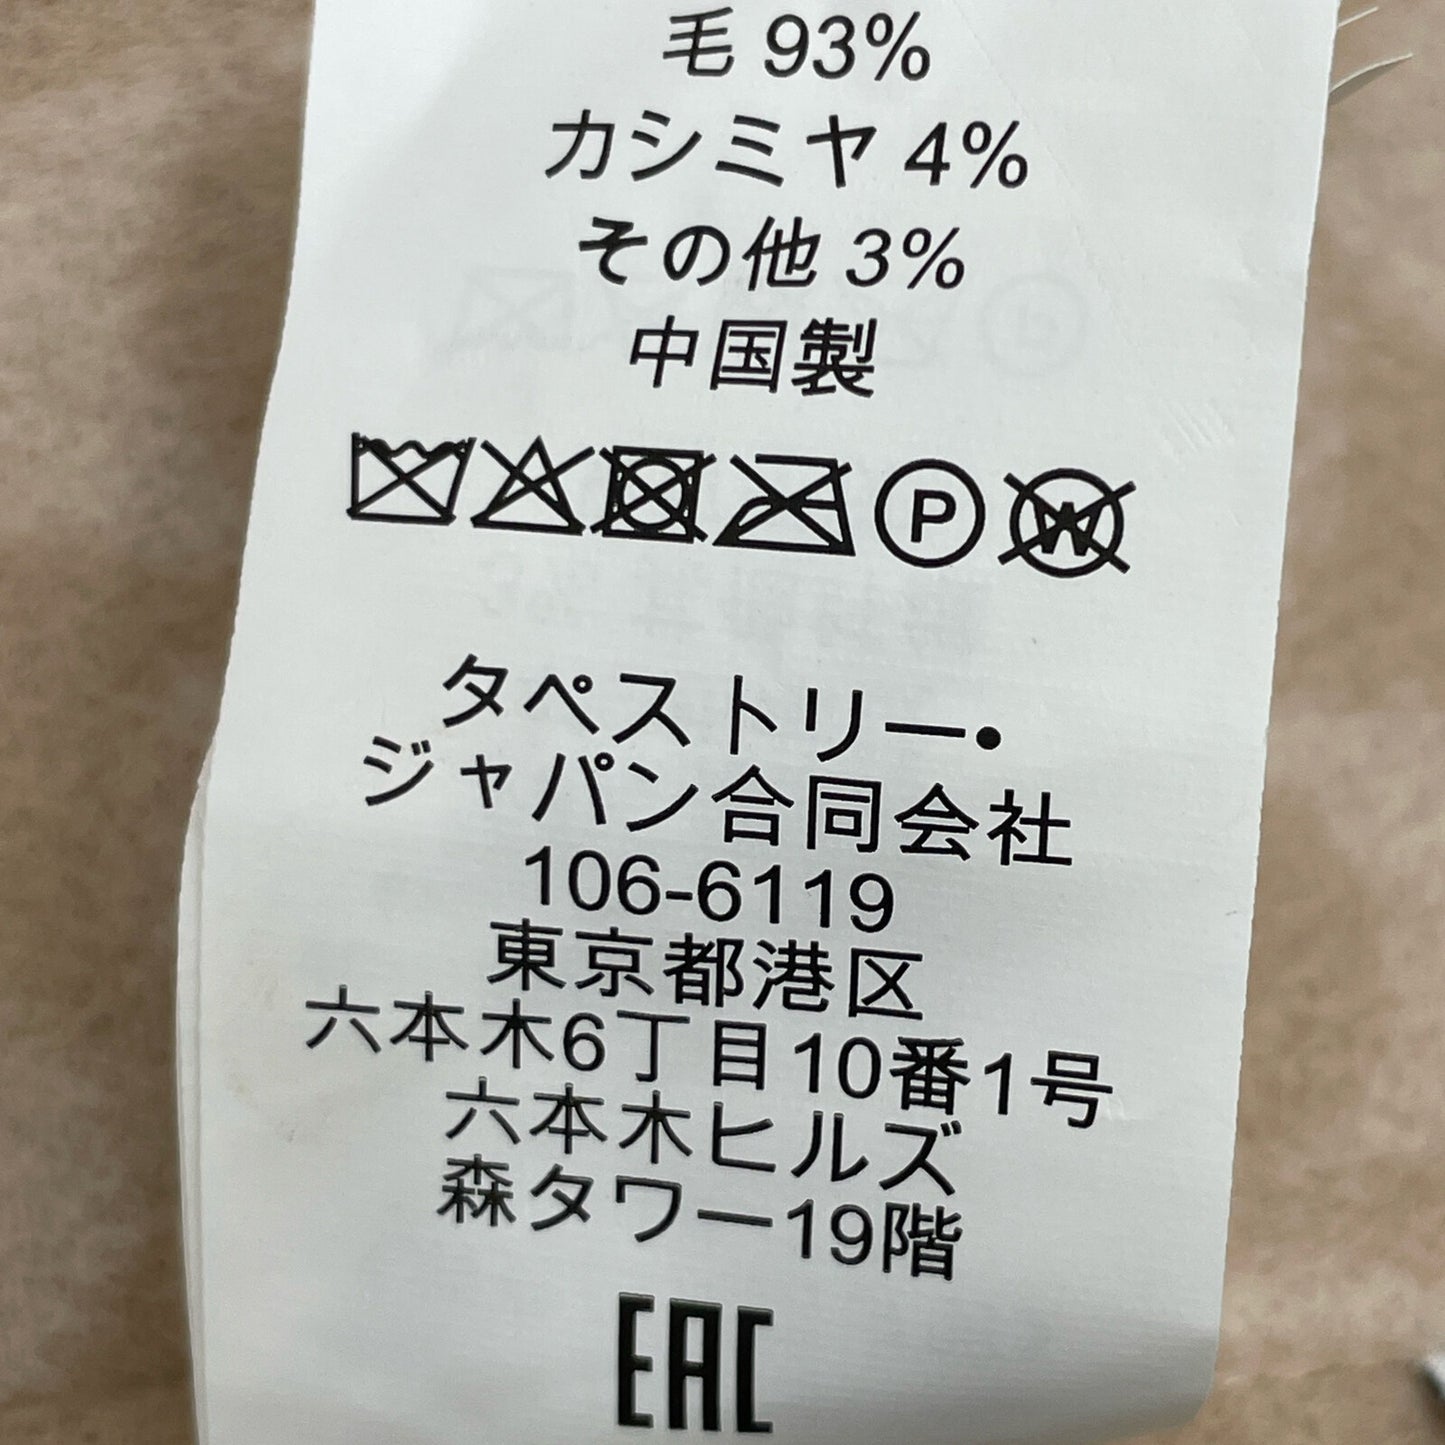 毛 93%
カシミヤ 4%
その他 3%
中国製
P W
タペストリー・
ジャパン合同会社
106-6119
東京都港区
六本木6丁目10番1号
六本木ヒルズ
森タワー19階
EAC